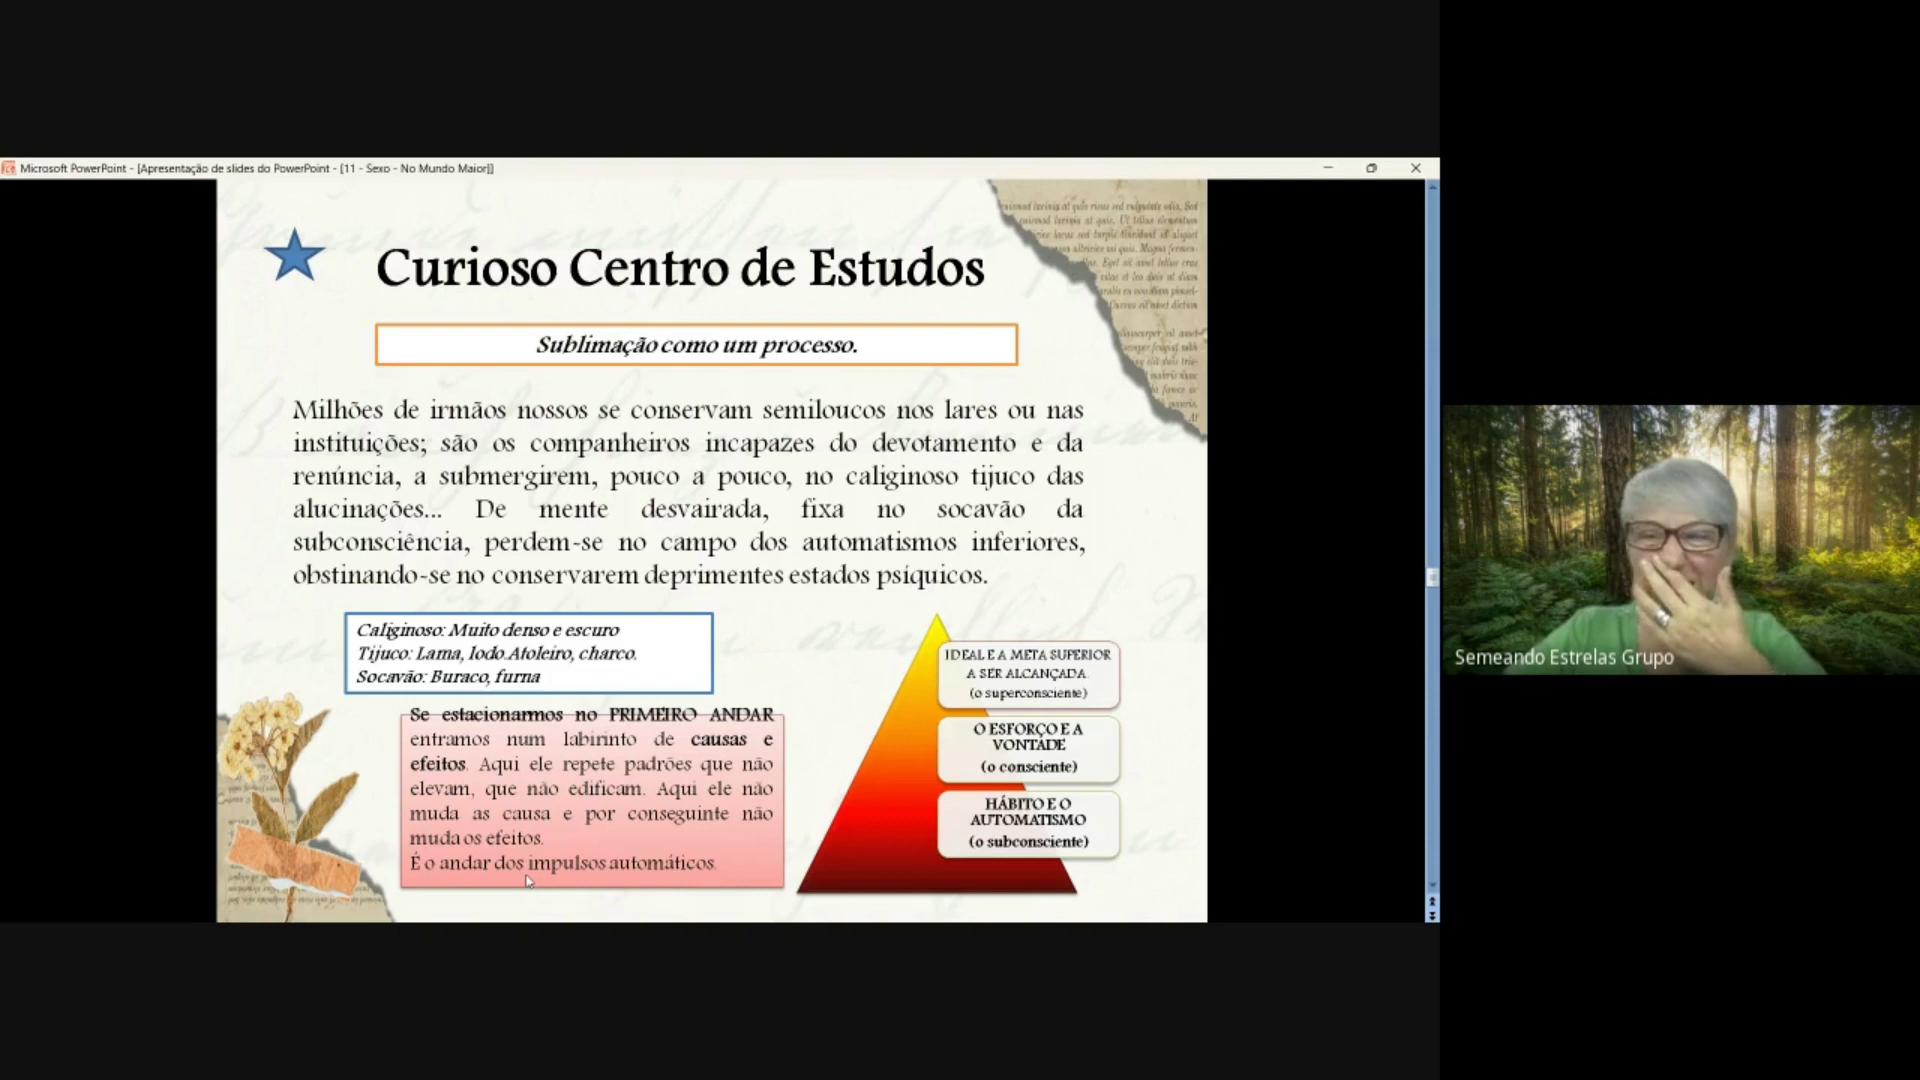 Microsoft PowerPoint - [Apresentação de slides do PowerPoint - [11 - Sexo - No Mundo Maior]]
Curioso Centro de Estudos
Sublimação como um processo.
Milhões de irmãos nossos se conservam semiloucos nos lares ou nas
instituições; são os companheiros incapazes do devotamento e da
renúncia, a submergirem, pouco a pouco, no caliginoso tijuco das
alucinações... De mente desvairada, fixa no socavão da
subconsciência, perdem-se no campo dos automatismos inferiores,
obstinando-se no conservarem deprimentes estados psíquicos.
Caliginoso: Muito denso e escuro
Tijuco: Lama, lodo.Atoleiro, charco.
Socavão: Buraco, furna
Se estacionarmos no PRIMEIRO ANDAR
entramos num labirinto de causas e
efeitos. Aqui ele repete padrões que não
elevam, que não edificam. Aqui ele não
muda as causa e por conseguinte não
muda os efeitos.
É o andar dos impulsos automáticos.
IDEAL E A META SUPERIOR
A SER ALCANÇADA.
(o superconsciente)
O ESFORÇO E A
VONTADE
(o consciente)
HÁBITO E O
AUTOMATISMO
(o subconsciente)
Semeando Estrelas Grupo